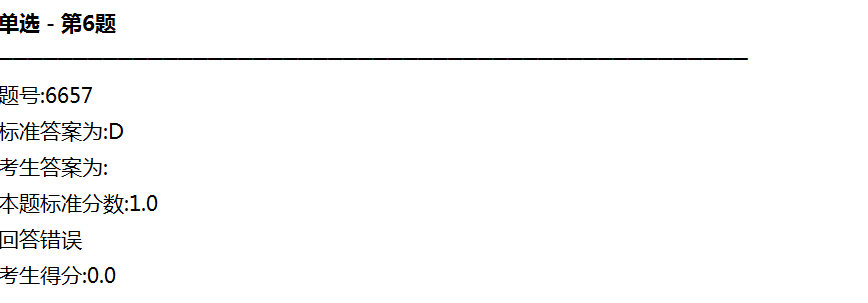 单选 - 第6题
题号:6657
标准答案为:D
考生答案为:
本题标准分数:1.0
回答错误
考生得分:0.0